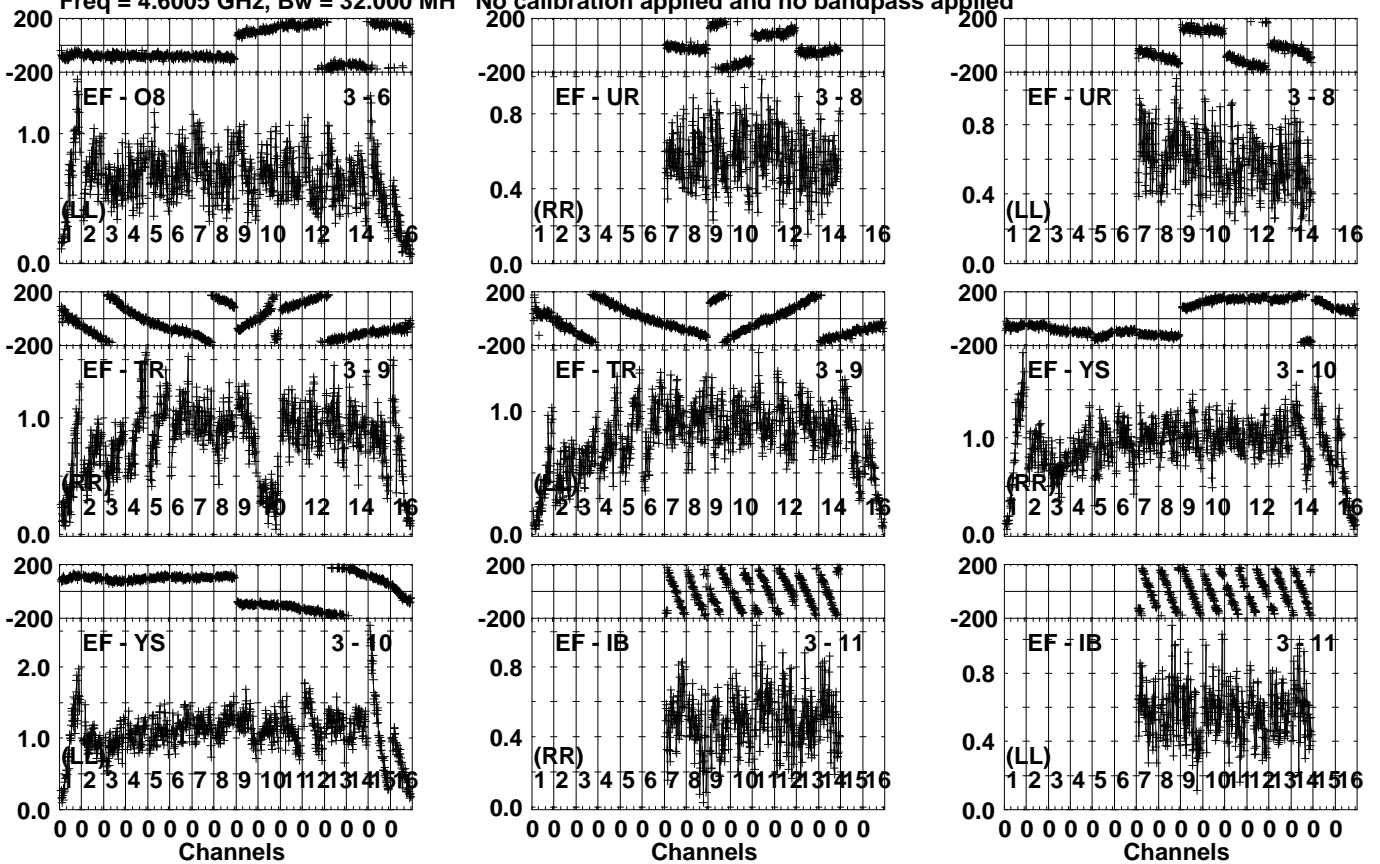 Freq = 4.6005 GHz, Bw = 32.000 MH No calibration applied and no bandpass applied
200
-200
EF - O8 3 - 6
1.0
(LL)
1 2 3 4 5 6 7 8 9 10 12 14 16
0.0
200
-200
EF - UR 3 - 8
0.8
0.4
(RR)
1 2 3 4 5 6 7 8 9 10 12 14 16
0.0
200
-200
EF - UR 3 - 8
0.8
0.4
(LL)
1 2 3 4 5 6 7 8 9 10 12 14 16
0.0
200
-200
EF - TR 3 - 9
1.0
(RR)
2 3 4 5 6 7 8 9 10 12 14 16
0.0
200
-200
EF - TR 3 - 9
1.0
(LL)
2 3 4 5 6 7 8 9 10 12 14 16
0.0
200
-200
EF - YS 3 - 10
1.0
(RR)
1 2 3 4 5 6 7 8 9 10 12 14 16
0.0
200
-200
EF - YS 3 - 10
2.0
1.0
(LL)
2 3 4 5 6 7 8 9 10 11 12 13 14 15 16
0.0
200
-200
EF - IB 3 - 11
0.8
0.4
(RR)
1 2 3 4 5 6 7 8 9 10 11 12 13 14 15 16
0.0
200
-200
EF - IB 3 - 11
0.8
0.4
(LL)
1 2 3 4 5 6 7 8 9 10 11 12 13 14 15 16
0.0
0 0 0 0 0 0 0 0 0 0 0 0 0 0 0 0
Channels
0 0 0 0 0 0 0 0 0 0 0 0 0 0 0 0
Channels
0 0 0 0 0 0 0 0 0 0 0 0 0 0 0 0
Channels